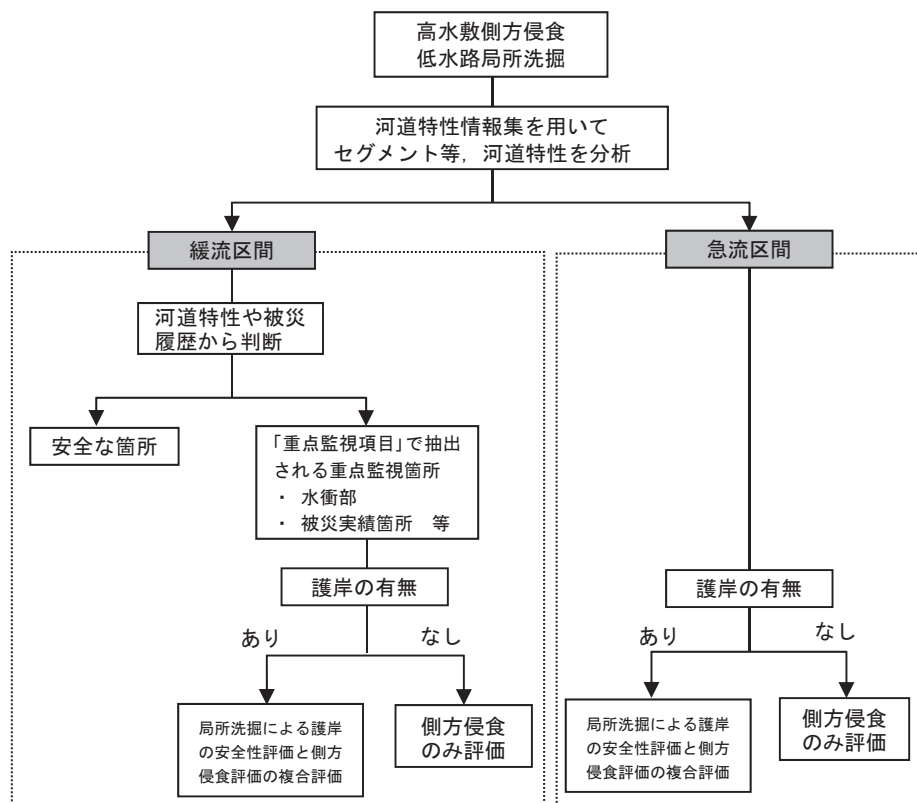 高水敷側方侵食
低水路局所洗掘
河道特性情報集を用いて
セグメント等，河道特性を分析
緩流区間
河道特性や被災
履歴から判断
安全な箇所
「重点監視項目」で抽出
される重点監視箇所
・ 水衝部
・ 被災実績箇所　等
護岸の有無
あり
なし
局所洗掘による護岸
の安全性評価と側方
侵食評価の複合評価
側方侵食
のみ評価
急流区間
護岸の有無
あり
なし
局所洗掘による護岸
の安全性評価と側方
侵食評価の複合評価
側方侵食
のみ評価